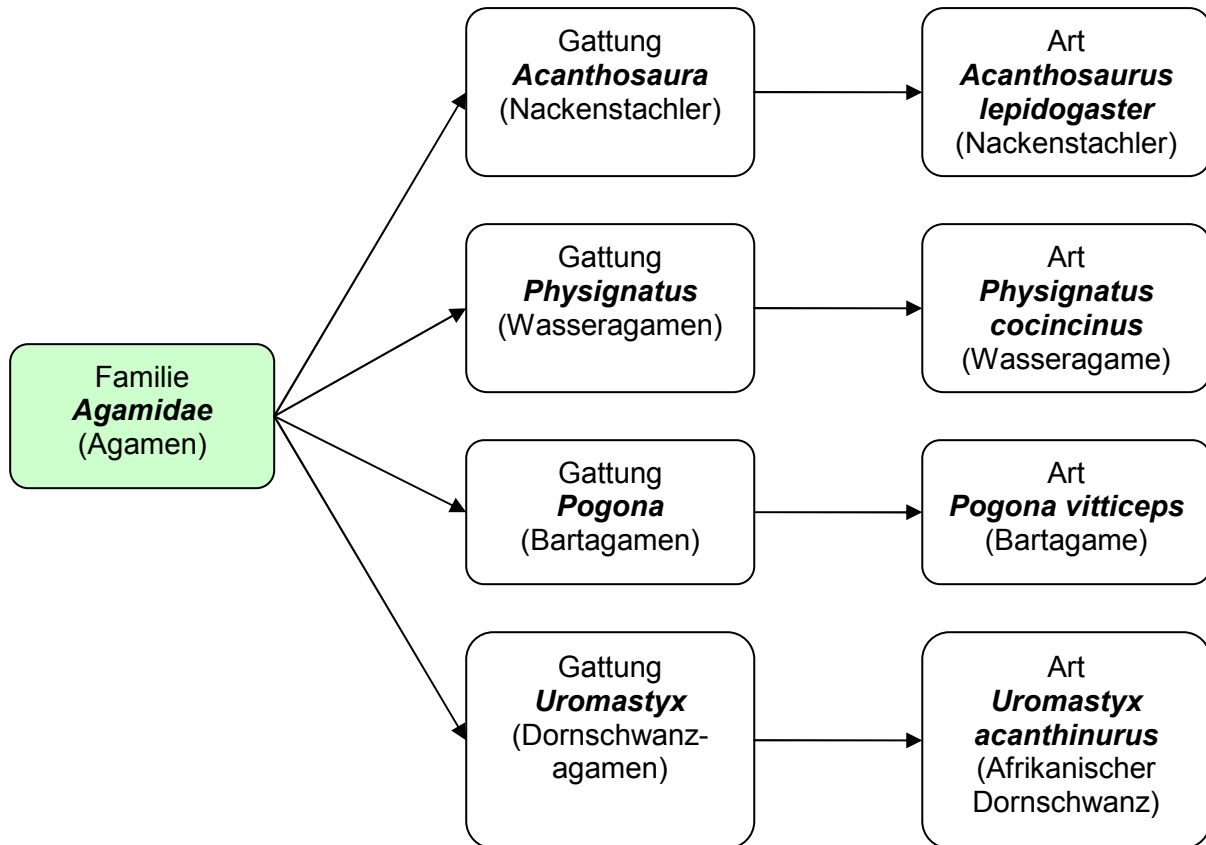 Gattung
Acanthosaura
(Nackenstachler)
Art
Acanthosaurus
lepidogaster
(Nackenstachler)
Gattung
Physignatus
(Wasseragamen)
Art
Physignatus
cocincinus
(Wasseragame)
Familie
Agamidae
(Agamen)
Gattung
Pogona
(Bartagamen)
Art
Pogona vitticeps
(Bartagame)
Gattung
Uromastyx
(Dornschwanz-
agamen)
Art
Uromastyx
acanthinurus
(Afrikanischer
Dornschwanz)